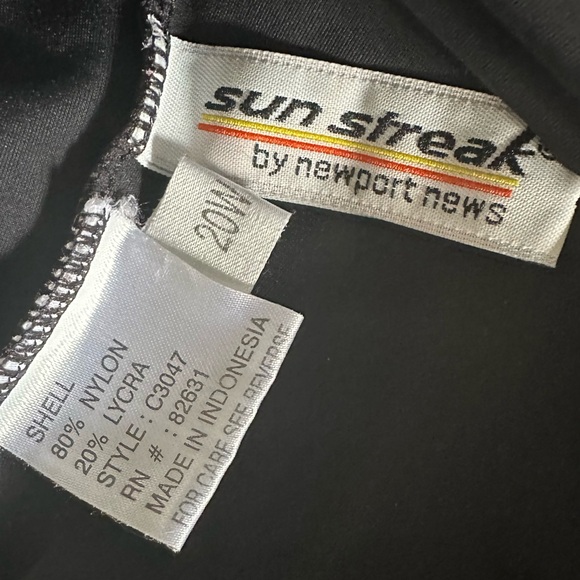 sun streak®
by newport news
20W
SHELL
80% NYLON
20% LYCRA
STYLE : C3047
RN # : 82631
MADE IN INDONESIA
FOR CARE SEE REVERSE